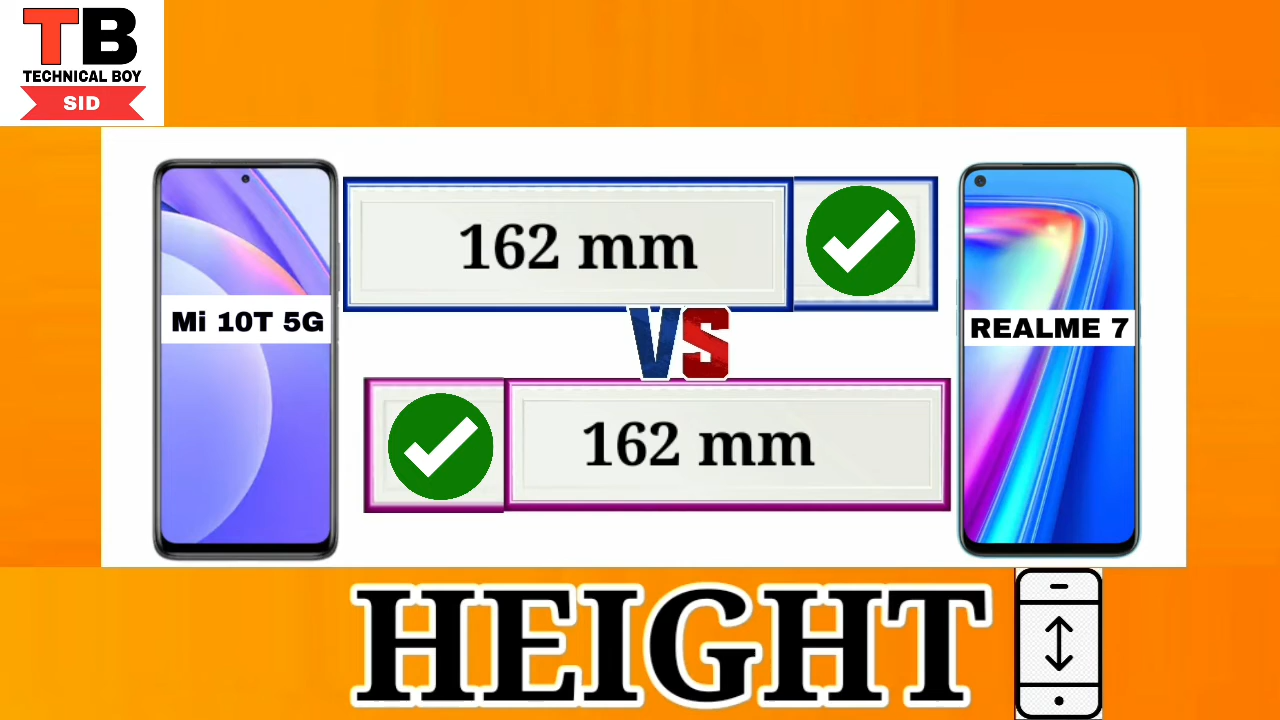 TB
TECHNICAL BOY
SID
162 mm
Mi 10T 5G
VS
REALME 7
162 mm
HEIGHT